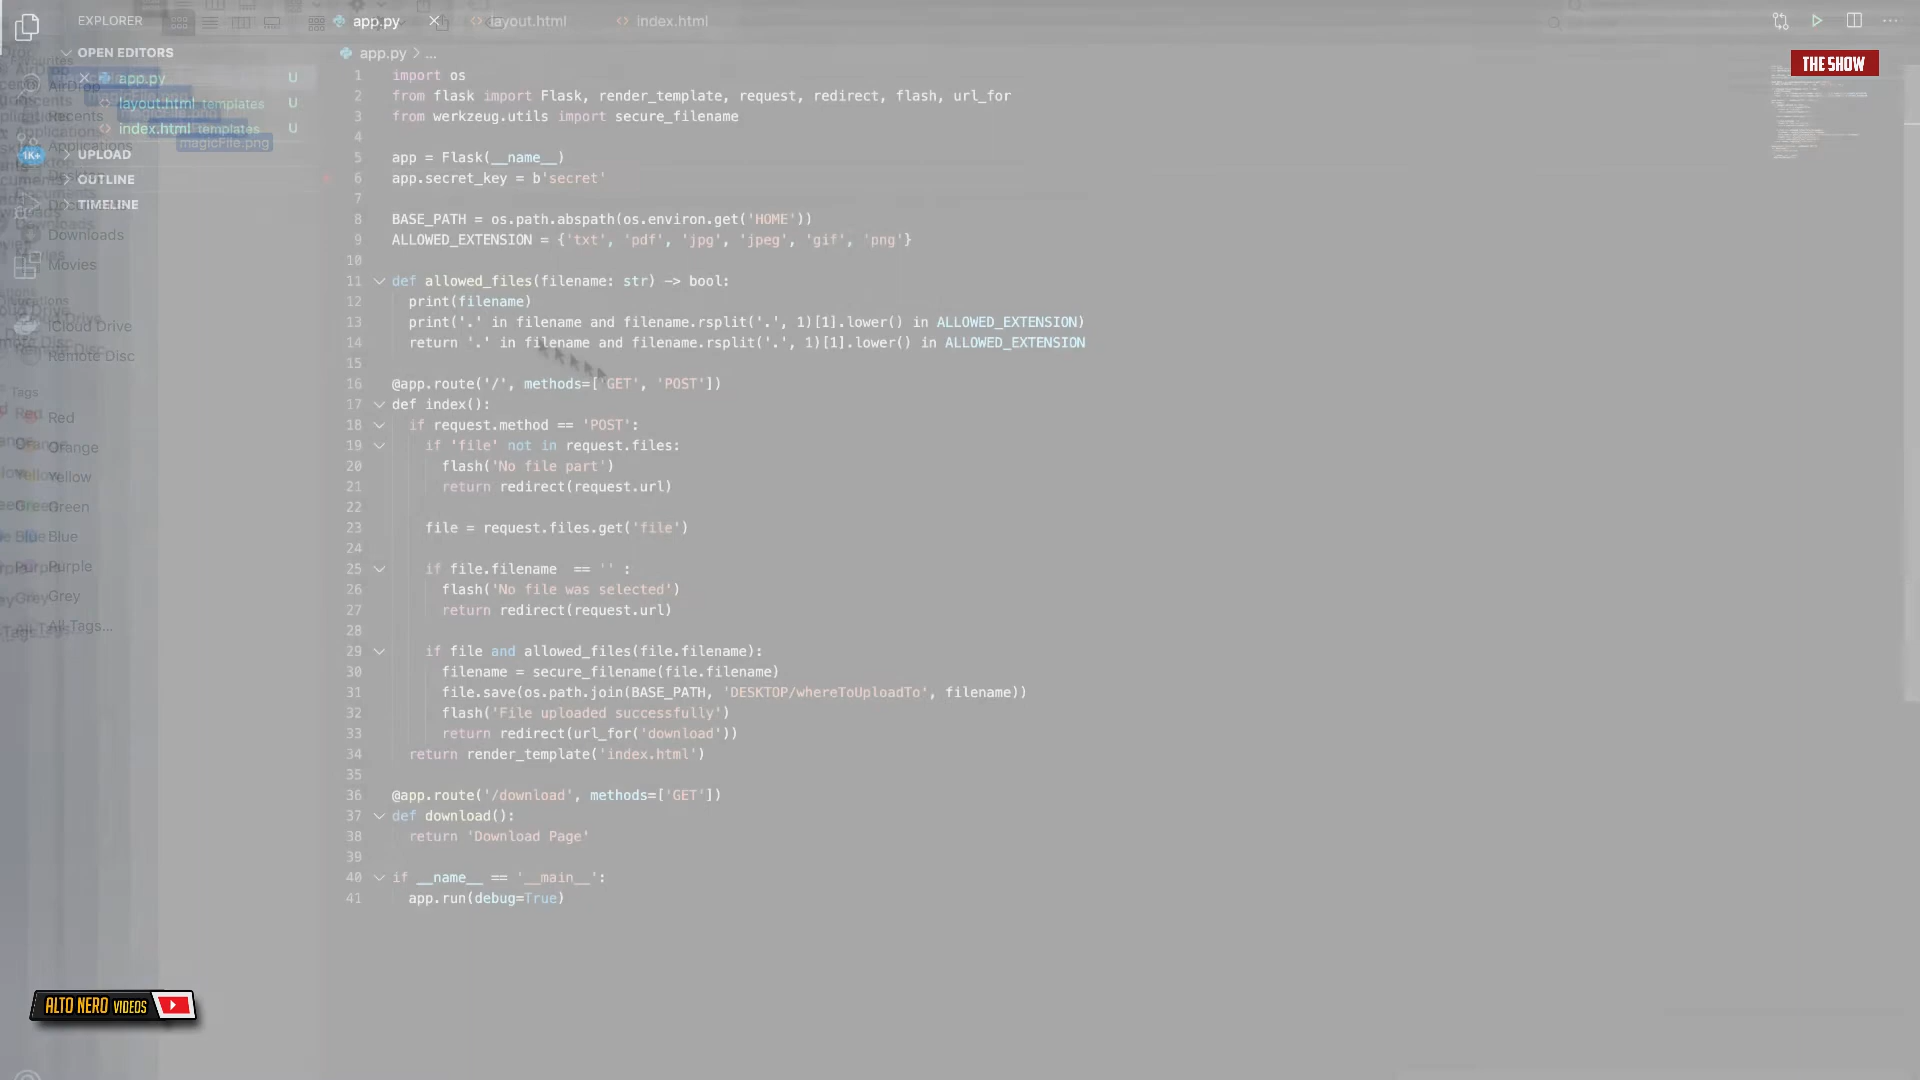 EXPLORER
app.py
layout.html
index.html
OPEN EDITORS
app.py U
layout.html templates U
index.html templates U
1K+
UPLOAD
OUTLINE
TIMELINE
magicFile.png
Favourites
AirDrop
Recents
Applications
Desktop
Documents
Downloads
Movies
Locations
iCloud Drive
Remote Disc
Tags
Red
Orange
Yellow
Green
Blue
Purple
Grey
All Tags...
THE SHOW
app.py > ...
1 import os
2 from flask import Flask, render_template, request, redirect, flash, url_for
3 from werkzeug.utils import secure_filename
4
5 app = Flask(__name__)
6 app.secret_key = b'secret'
7
8 BASE_PATH = os.path.abspath(os.environ.get('HOME'))
9 ALLOWED_EXTENSION = {'txt', 'pdf', 'jpg', 'jpeg', 'gif', 'png'}
10
11 def allowed_files(filename: str) -> bool:
12 print(filename)
13 print('.' in filename and filename.rsplit('.', 1)[1].lower() in ALLOWED_EXTENSION)
14 return '.' in filename and filename.rsplit('.', 1)[1].lower() in ALLOWED_EXTENSION
15
16 @app.route('/', methods=['GET', 'POST'])
17 def index():
18 if request.method == 'POST':
19 if 'file' not in request.files:
20 flash('No file part')
21 return redirect(request.url)
22
23 file = request.files.get('file')
24
25 if file.filename  == '' :
26 flash('No file was selected')
27 return redirect(request.url)
28
29 if file and allowed_files(file.filename):
30 filename = secure_filename(file.filename)
31 file.save(os.path.join(BASE_PATH, 'DESKTOP/whereToUploadTo', filename))
32 flash('File uploaded successfully')
33 return redirect(url_for('download'))
34 return render_template('index.html')
35
36 @app.route('/download', methods=['GET'])
37 def download():
38 return 'Download Page'
39
40 if __name__ == '__main__':
41 app.run(debug=True)
ALTO NERO VIDEOS